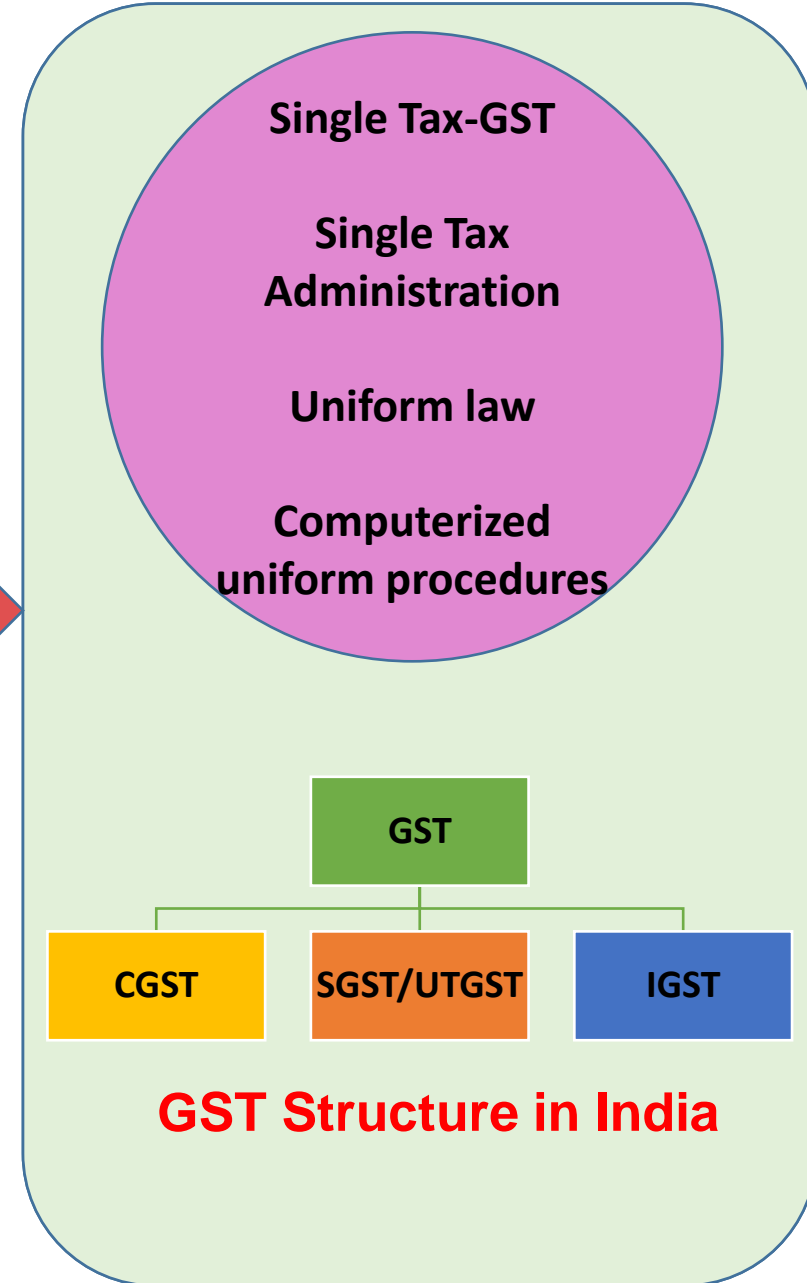 Single Tax-GST
Single Tax
Administration
Uniform law
Computerized
uniform procedures
GST
CGST
SGST/UTGST
IGST
GST Structure in India